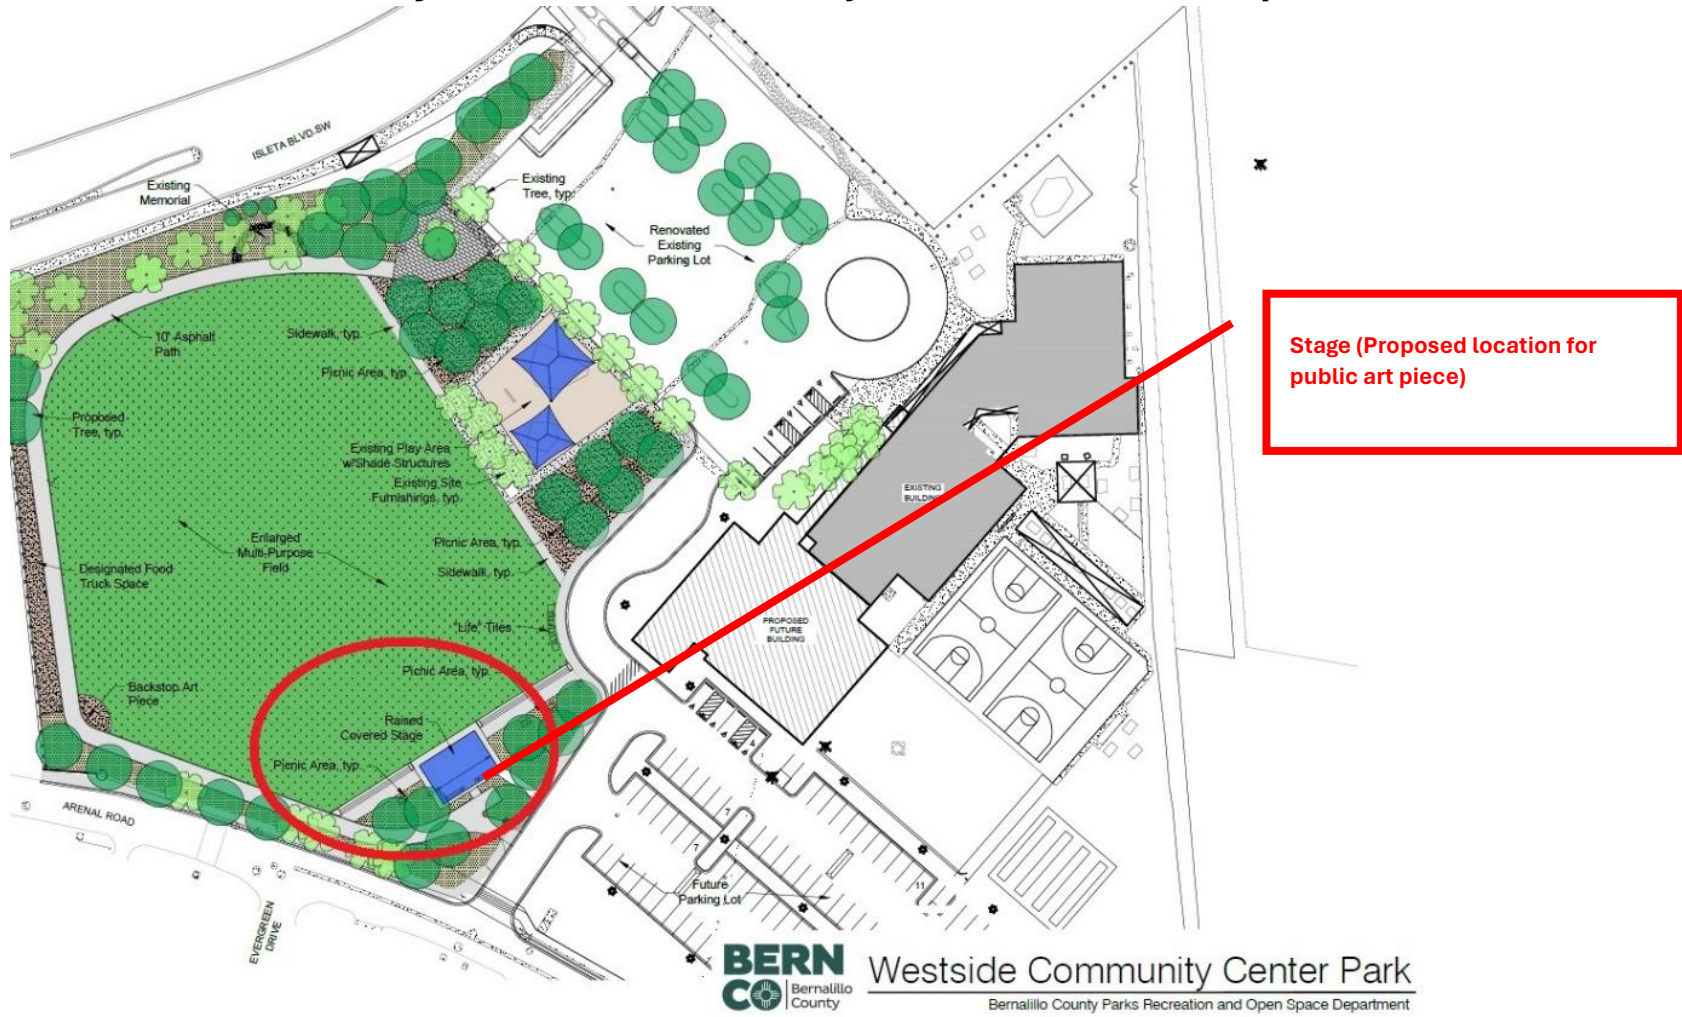 ISLETA BLVD SW
Existing
Memorial
Existing
Tree, typ.
Renovated
Existing
Parking Lot
10' Asphalt
Path
Sidewalk, typ.
Picnic Area, typ.
Proposed
Tree, typ.
Existing Play Area
w/Shade Structures
Existing Site
Furnishings, typ.
Stage (Proposed location for
public art piece)
EXISTING
BUILDING
Enlarged
Multi-Purpose
Field
Picnic Area, typ.
Sidewalk, typ.
Designated Food
Truck Space
"Life" Tiles
PROPOSED
FUTURE
BUILDING
Picnic Area, typ.
Backstop Art
Piece
Raised
Covered Stage
Picnic Area, typ.
ARENAL ROAD
EVERGREEN
DRIVE
7
7
11
Future
Parking Lot
BERN
CO
Bernalillo
County
Westside Community Center Park
Bernalillo County Parks Recreation and Open Space Department